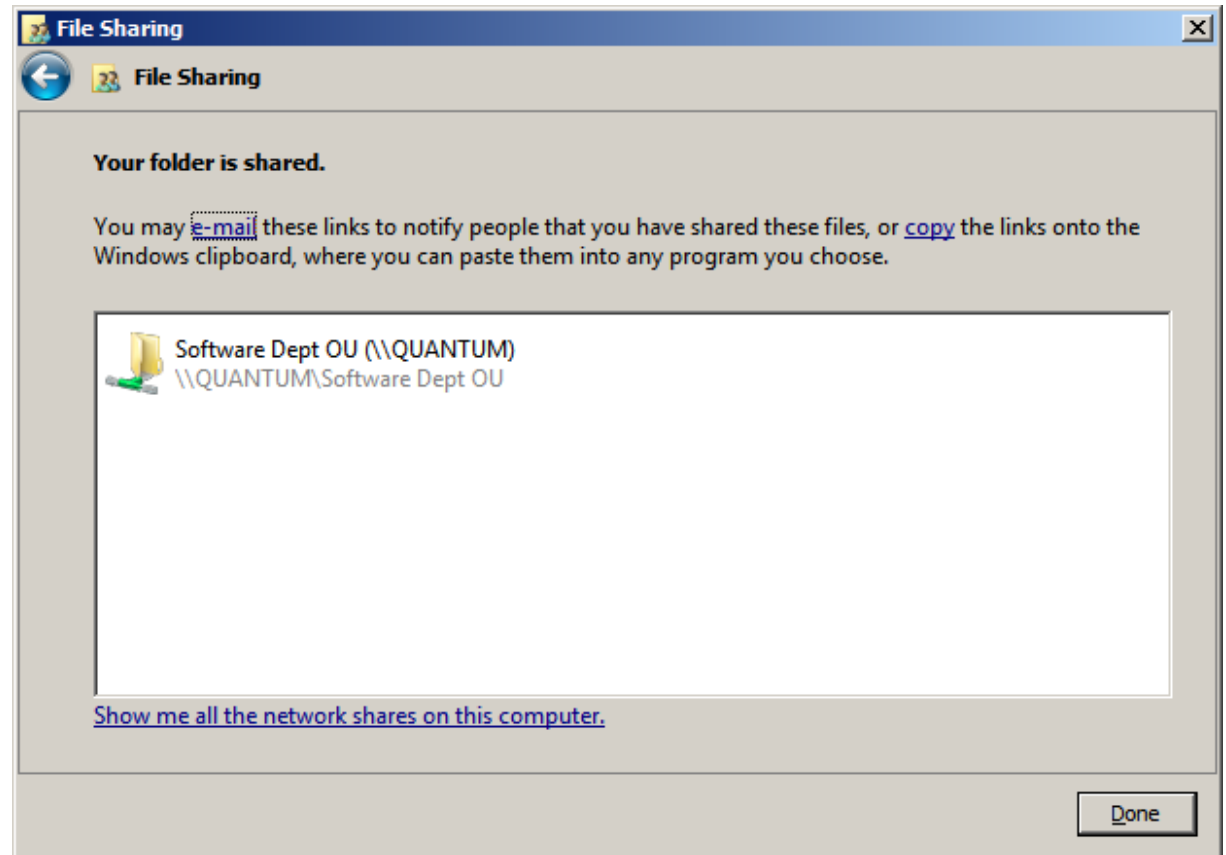 File Sharing
File Sharing
Your folder is shared.
You may e-mail these links to notify people that you have shared these files, or copy the links onto the
Windows clipboard, where you can paste them into any program you choose.
Software Dept OU (\\QUANTUM)
\\QUANTUM\Software Dept OU
Show me all the network shares on this computer.
Done